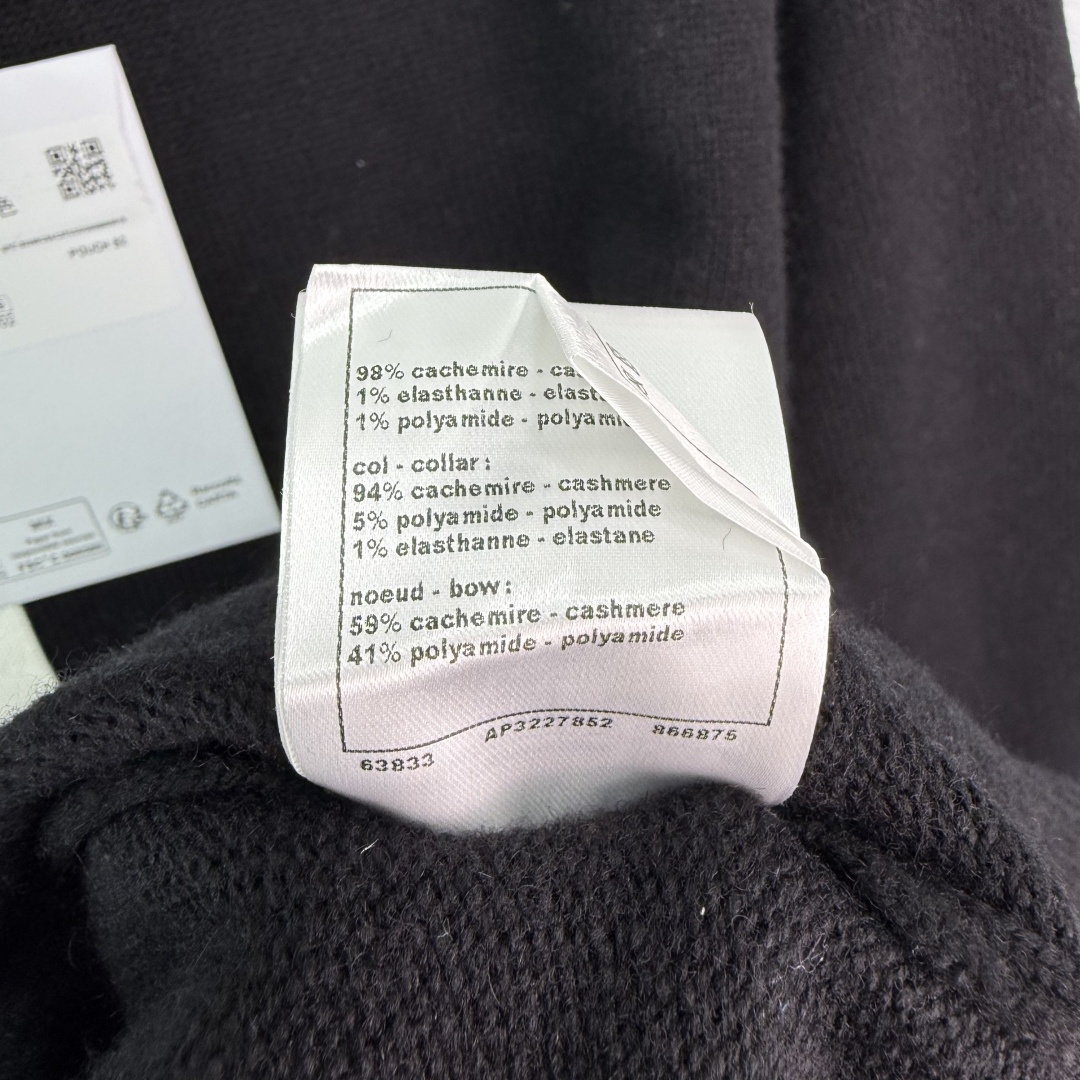 98% cachemire - ca
1% elasthanne - elast
1% polyamide - polyami
col - collar:
94% cachemire - cashmere
5% polyamide - polyamide
1% elasthanne - elastane
noeud - bow:
59% cachemire - cashmere
41% polyamide - polyamide
63833 AP3227852 866875